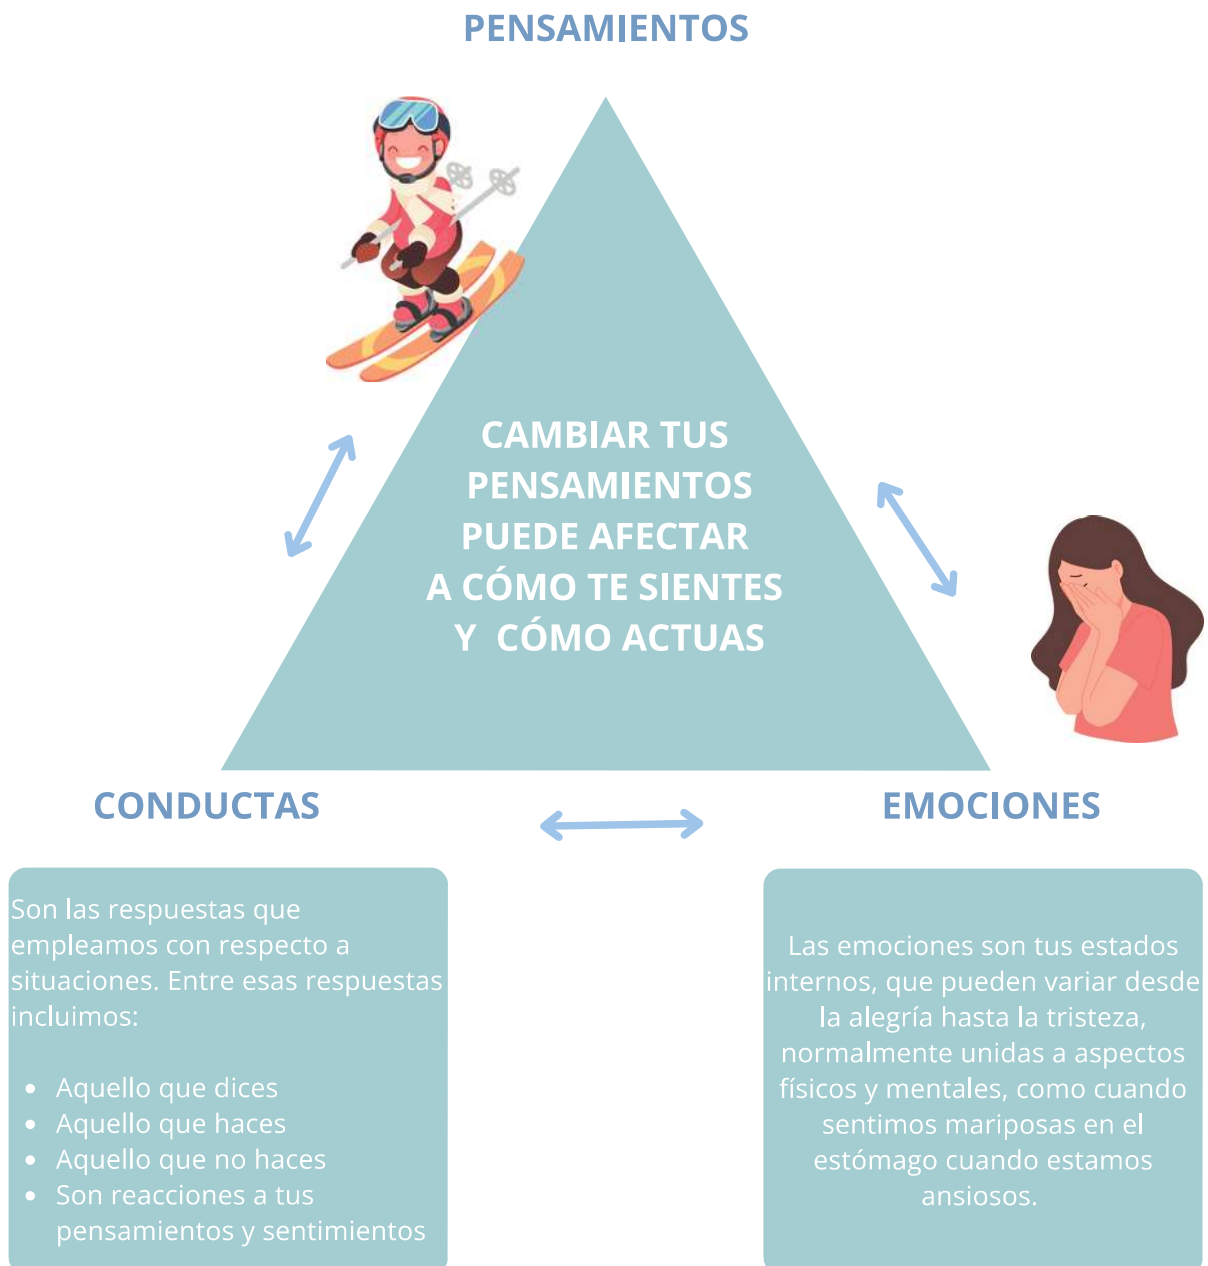 PENSAMIENTOS
CAMBIAR TUS
PENSAMIENTOS
PUEDE AFECTAR
A CÓMO TE SIENTES
Y CÓMO ACTUAS
CONDUCTAS
EMOCIONES
Son las respuestas que
empleamos con respecto a
situaciones. Entre esas respuestas
incluimos:
• Aquello que dices
• Aquello que haces
• Aquello que no haces
• Son reacciones a tus
pensamientos y sentimientos
Las emociones son tus estados
internos, que pueden variar desde
la alegría hasta la tristeza,
normalmente unidas a aspectos
físicos y mentales, como cuando
sentimos mariposas en el
estómago cuando estamos
ansiosos.